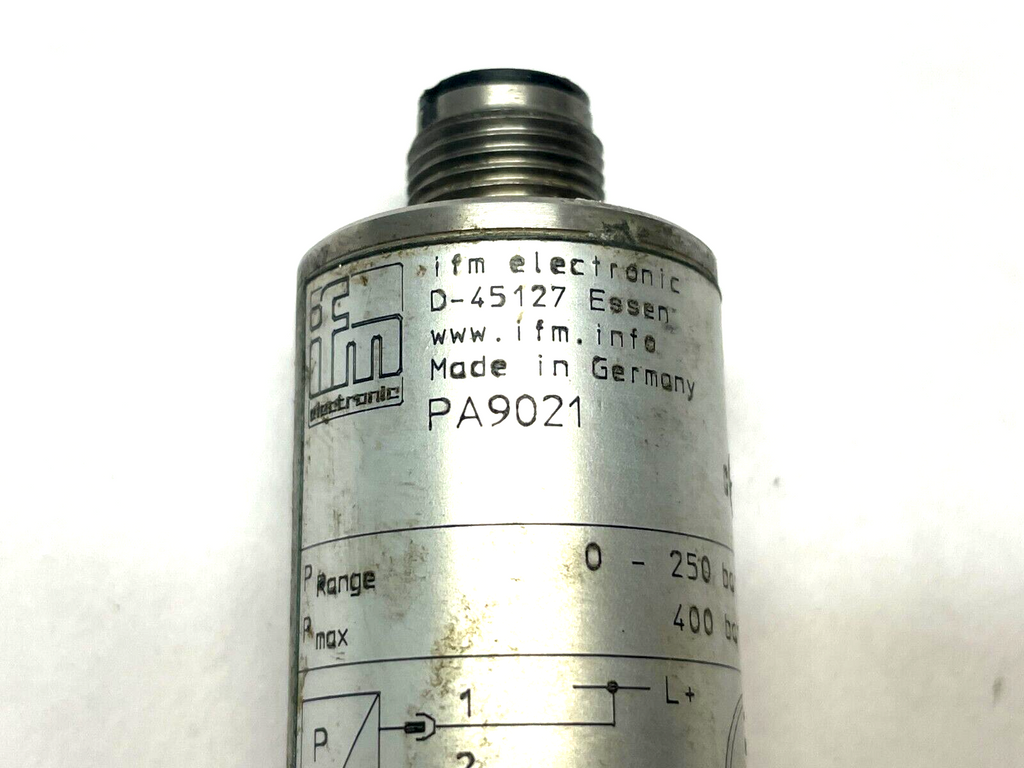 ifm electronic
D-45127 Essen
www.ifm.info
Made in Germany
PA9021
ifm
electronic
P Range 0 - 250
P max 400
1 L+
P
2